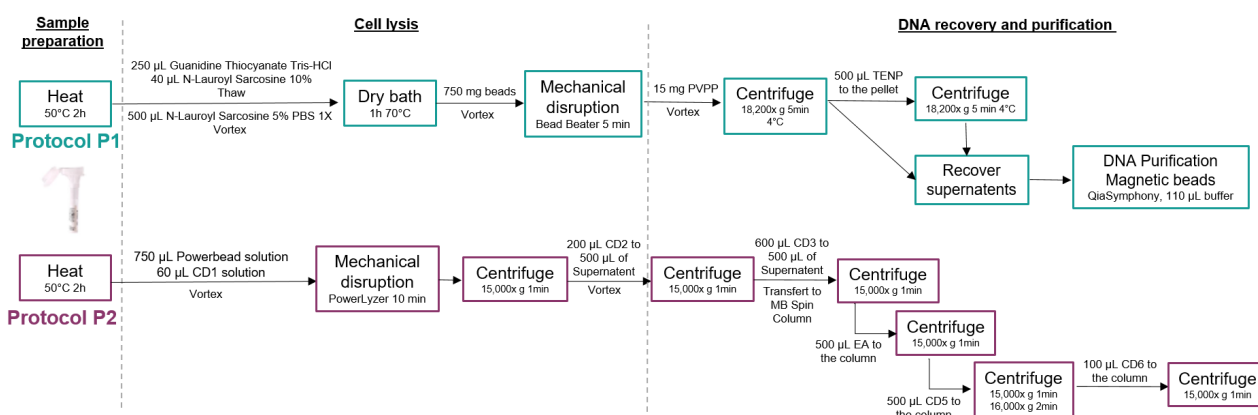 Sample
preparation
Cell lysis
DNA recovery and purification
250 µL Guanidine Thiocyanate Tris-HCl
40 µL N-Lauroyl Sarcosine 10%
Thaw
500 µL N-Lauroyl Sarcosine 5% PBS 1X
Vortex
Heat
50°C 2h
Protocol P1
Dry bath
1h 70°C
750 mg beads
Vortex
Mechanical
disruption
Bead Beater 5 min
15 mg PVPP
Vortex
Centrifuge
18,200x g 5min
4°C
500 µL TENP
to the pellet
Centrifuge
18,200x g 5 min 4°C
Recover
supernatents
DNA Purification
Magnetic beads
QiaSymphony, 110 µL buffer
Heat
50°C 2h
Protocol P2
750 µL Powerbead solution
60 µL CD1 solution
Vortex
Mechanical
disruption
PowerLyzer 10 min
Centrifuge
15,000x g 1min
200 µL CD2 to
500 µL of
Supernatent
Vortex
Centrifuge
15,000x g 1min
600 µL CD3 to
500 µL of
Supernatent
Transfert to
MB Spin
Column
Centrifuge
15,000x g 1min
500 µL EA to
the column
Centrifuge
15,000x g 1min
500 µL CD5 to
the column
Centrifuge
15,000x g 1min
16,000x g 2min
100 µL CD6 to
the column
Centrifuge
15,000x g 1min